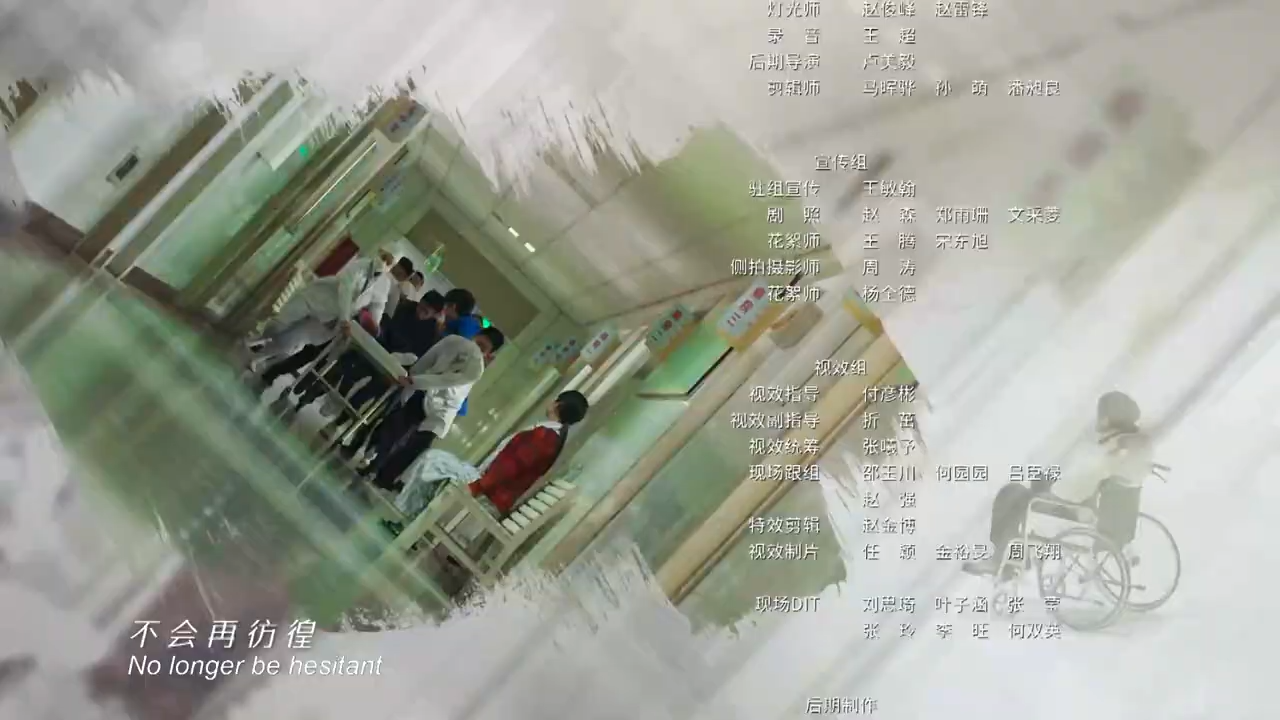 灯光师 赵俊峰 赵雷锋
录 音 王 超
后期导演 卢美毅
剪辑师 马晖骅 孙 萌 潘昶良
宣传组
驻组宣传 王敏翰
剧 照 赵 森 郑雨珊 文采菱
花絮师 王 腾 宋东旭
侧拍摄影师 周 涛
花絮师 杨全德
视效组
视效指导 付彦彬
视效副指导 折 茁
视效统筹 张曦予
现场跟组 邵玉川 何园园 吕臣禄
赵 强
特效剪辑 赵金博
视效制片 任 颖 金裕旻 周飞翔
现场DIT 刘思琦 叶子涵 张 蒙
张 玲 李 旺 何双英
后期制作
不会再彷徨
No longer be hesitant